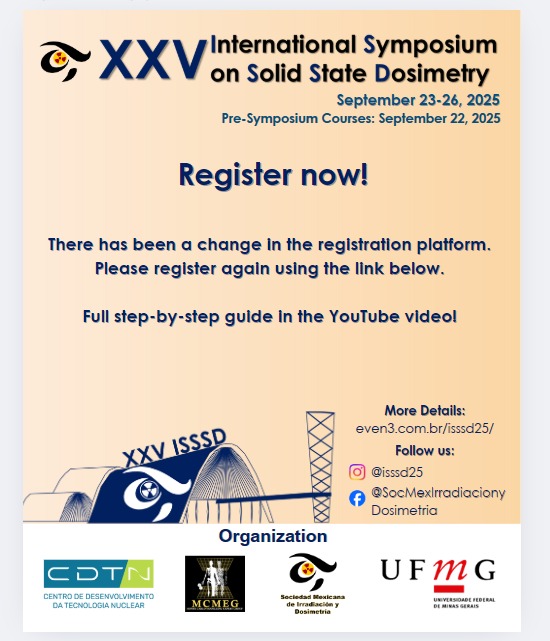 XXV International Symposium
on Solid State Dosimetry
September 23-26, 2025
Pre-Symposium Courses: September 22, 2025
Register now!
There has been a change in the registration platform.
Please register again using the link below.
Full step-by-step guide in the YouTube video!
XXV ISSSD
More Details:
even3.com.br/isssd25/
Follow us:
@isssd25
@SocMexIrradiaciony
Dosimetria
Organization
CDTN
CENTRO DE DESENVOLVIMENTO
DA TECNOLOGIA NUCLEAR
MCMEG
Sociedad Mexicana
de Irradiación y
Dosimetría
UFmG
UNIVERSIDADE FEDERAL
DE MINAS GERAIS